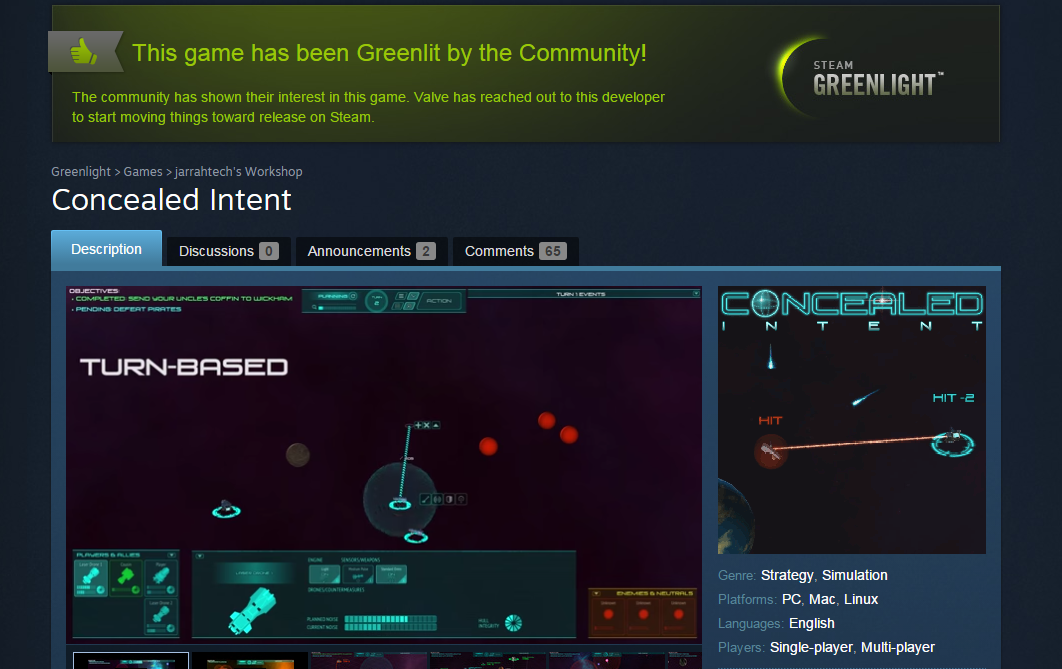 This game has been Greenlit by the Community!
The community has shown their interest in this game. Valve has reached out to this developer
to start moving things toward release on Steam.
STEAM
GREENLIGHT™
Greenlight > Games > jarrahtech's Workshop
Concealed Intent
Description
Discussions 0
Announcements 2
Comments 65
OBJECTIVES:
• COMPLETED: SEND YOUR UNCLE'S COFFIN TO WICKHAM
• PENDING: DEFEAT PIRATES
PLANNING
TURN
2
ACTION
TURN 1 EVENTS
TURN-BASED
PLAYERS & ALLIES
ENGINE
SENSORS/WEAPONS
DRONES/COUNTERMEASURES
PLANNED NOISE
CURRENT NOISE
HULL
INTEGRITY
ENEMIES & NEUTRALS
CONCEALED
INTENT
HIT -2
HIT
Genre: Strategy, Simulation
Platforms: PC, Mac, Linux
Languages: English
Players: Single-player, Multi-player